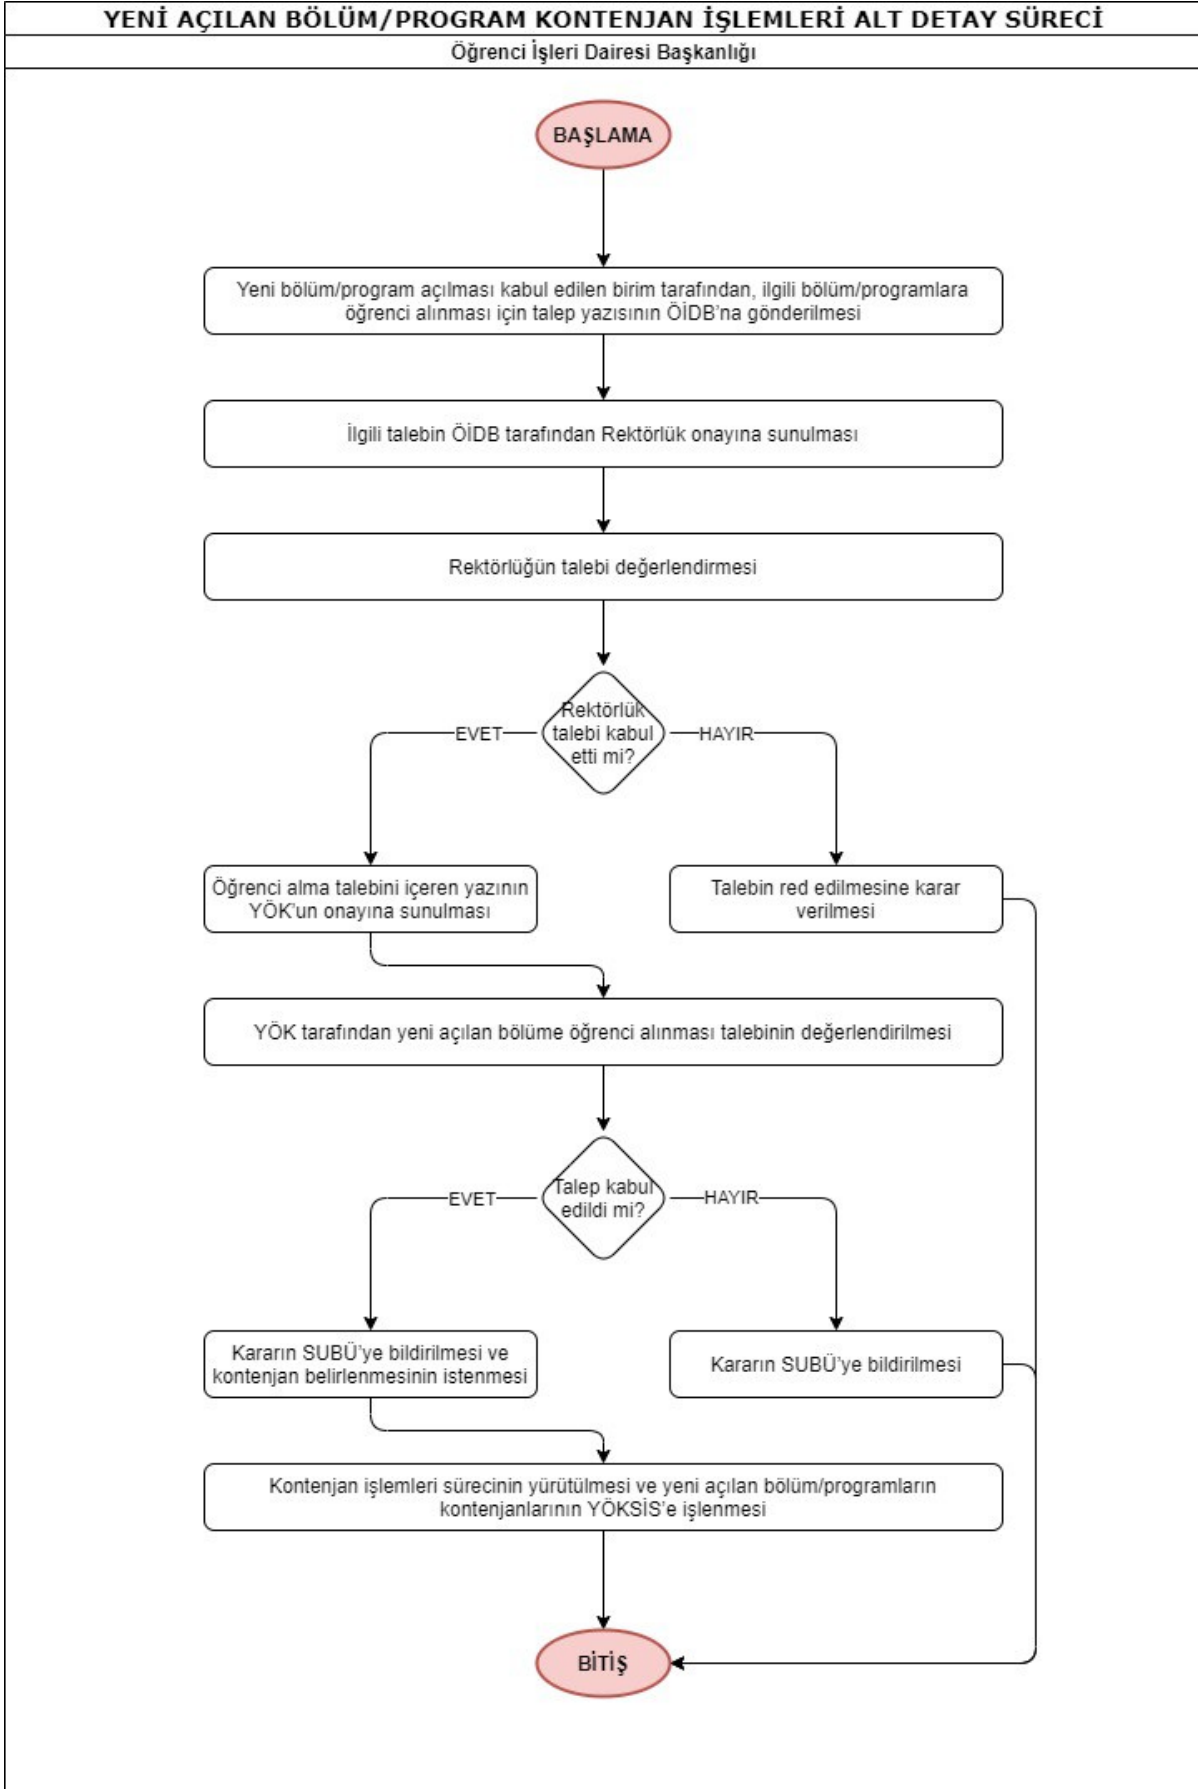 YENİ AÇILAN BÖLÜM/PROGRAM KONTENJAN İŞLEMLERİ ALT DETAY SÜRECİ
Öğrenci İşleri Dairesi Başkanlığı
BAŞLAMA
Yeni bölüm/program açılması kabul edilen birim tarafından, ilgili bölüm/programlara
öğrenci alınması için talep yazısının ÖİDB'na gönderilmesi
İlgili talebin ÖİDB tarafından Rektörlük onayına sunulması
Rektörlüğün talebi değerlendirmesi
Rektörlük
talebi kabul
etti mi?
EVET
HAYIR
Öğrenci alma talebini içeren yazının
YÖK'un onayına sunulması
Talebin red edilmesine karar
verilmesi
YÖK tarafından yeni açılan bölüme öğrenci alınması talebinin değerlendirilmesi
Talep kabul
edildi mi?
EVET
HAYIR
Kararın SUBÜ'ye bildirilmesi ve
kontenjan belirlenmesinin istenmesi
Kararın SUBÜ'ye bildirilmesi
Kontenjan işlemleri sürecinin yürütülmesi ve yeni açılan bölüm/programların
kontenjanlarının YÖKSİS'e işlenmesi
BİTİŞ